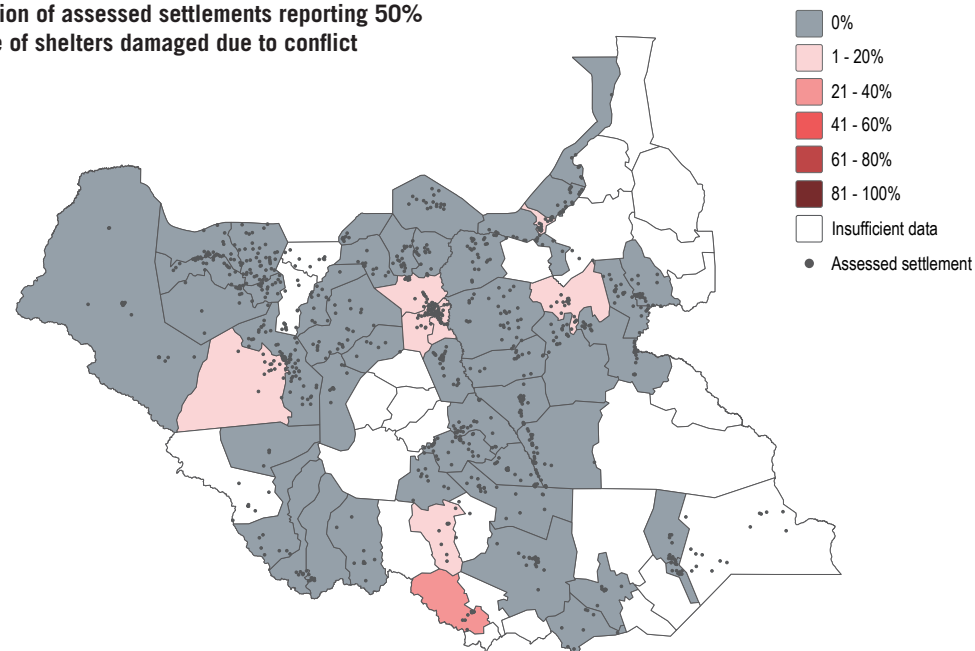 of assessed settlements reporting 50%
of shelters damaged due to conflict
0%
1 - 20%
21 - 40%
41 - 60%
61 - 80%
81 - 100%
Insufficient data
Assessed settlement